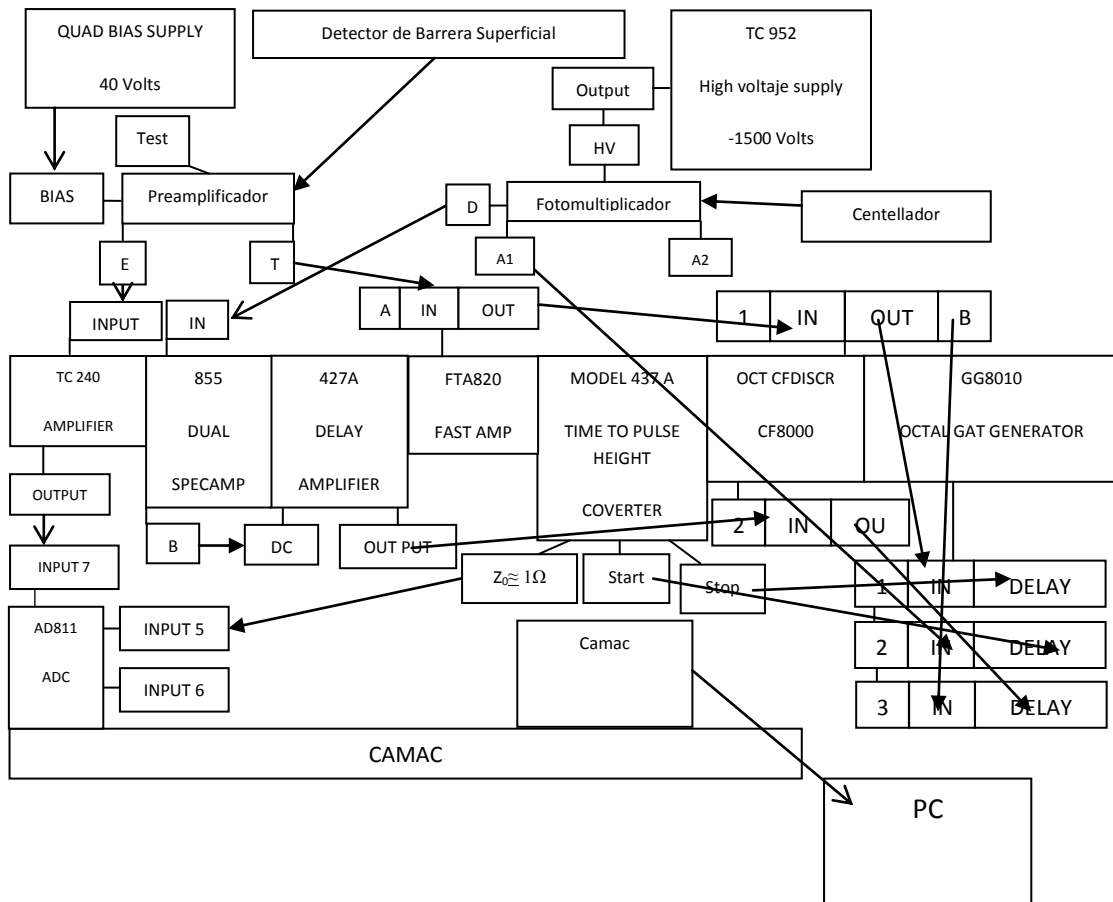 QUAD BIAS SUPPLY
40 Volts
Detector de Barrera Superficial
TC 952
High voltaje supply
-1500 Volts
Output
HV
Test
BIAS
Preamplificador
D
Fotomultiplicador
Centellador
E
T
A1
A2
INPUT
IN
A
IN
OUT
1
IN
OUT
B
TC 240
AMPLIFIER
855
DUAL
SPECAMP
427A
DELAY
AMPLIFIER
FTA820
FAST AMP
MODEL 437 A
TIME TO PULSE
HEIGHT
COVERTER
OCT CFDISCR
CF8000
GG8010
OCTAL GAT GENERATOR
OUTPUT
B
DC
OUT PUT
2
IN
OU
INPUT 7
Z₀≈ 1Ω
Start
Stop
1
IN
DELAY
AD811
ADC
INPUT 5
INPUT 6
Camac
2
IN
DELAY
3
IN
DELAY
CAMAC
PC